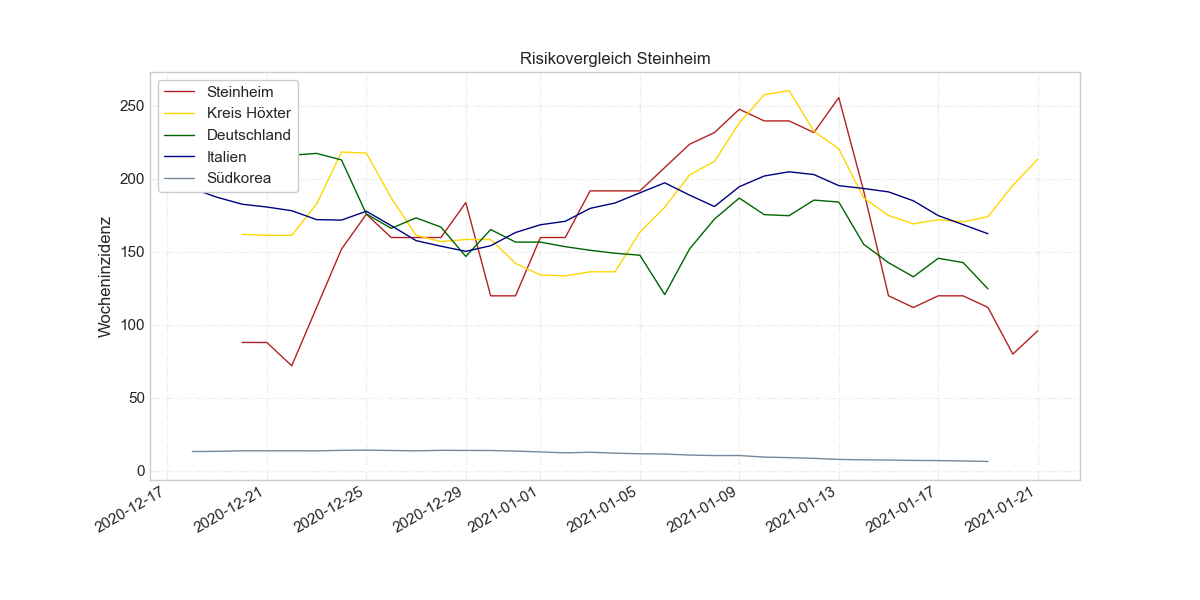 Risikovergleich Steinheim
Steinheim
Kreis Höxter
Deutschland
Italien
Südkorea
Wocheninzidenz
250
200
150
100
50
0
2020-12-17
2020-12-21
2020-12-25
2020-12-29
2021-01-01
2021-01-05
2021-01-09
2021-01-13
2021-01-17
2021-01-21